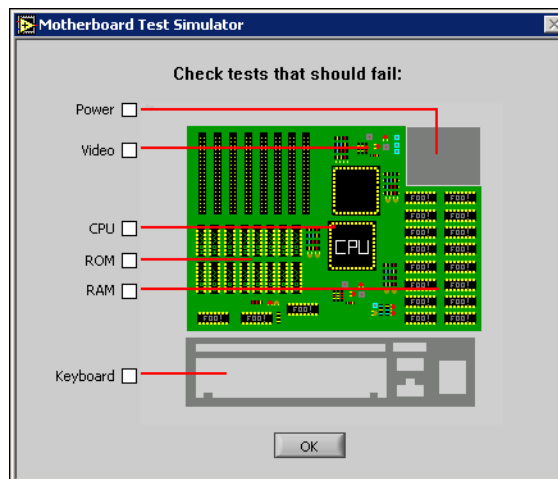 Motherboard Test Simulator
Check tests that should fail:
Power
Video
CPU
ROM
RAM
Keyboard
CPU
OK